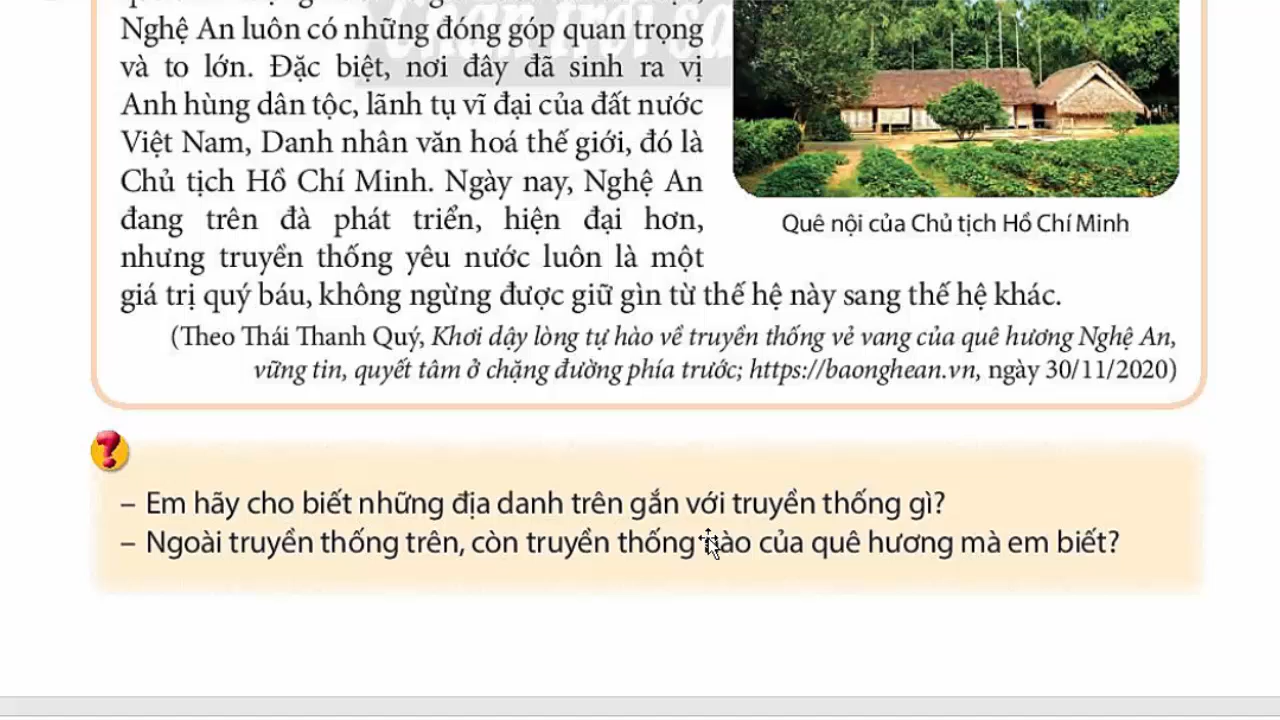 Nghệ An luôn có những đóng góp quan trọng
và to lớn. Đặc biệt, nơi đây đã sinh ra vị
Anh hùng dân tộc, lãnh tụ vĩ đại của đất nước
Việt Nam, Danh nhân văn hoá thế giới, đó là
Chủ tịch Hồ Chí Minh. Ngày nay, Nghệ An
đang trên đà phát triển, hiện đại hơn,
nhưng truyền thống yêu nước luôn là một
giá trị quý báu, không ngừng được giữ gìn từ thế hệ này sang thế hệ khác.
Quê nội của Chủ tịch Hồ Chí Minh
(Theo Thái Thanh Quý, Khơi dậy lòng tự hào về truyền thống vẻ vang của quê hương Nghệ An,
vững tin, quyết tâm ở chặng đường phía trước; https://baonghean.vn, ngày 30/11/2020)
?
– Em hãy cho biết những địa danh trên gắn với truyền thống gì?
– Ngoài truyền thống trên, còn truyền thống nào của quê hương mà em biết?